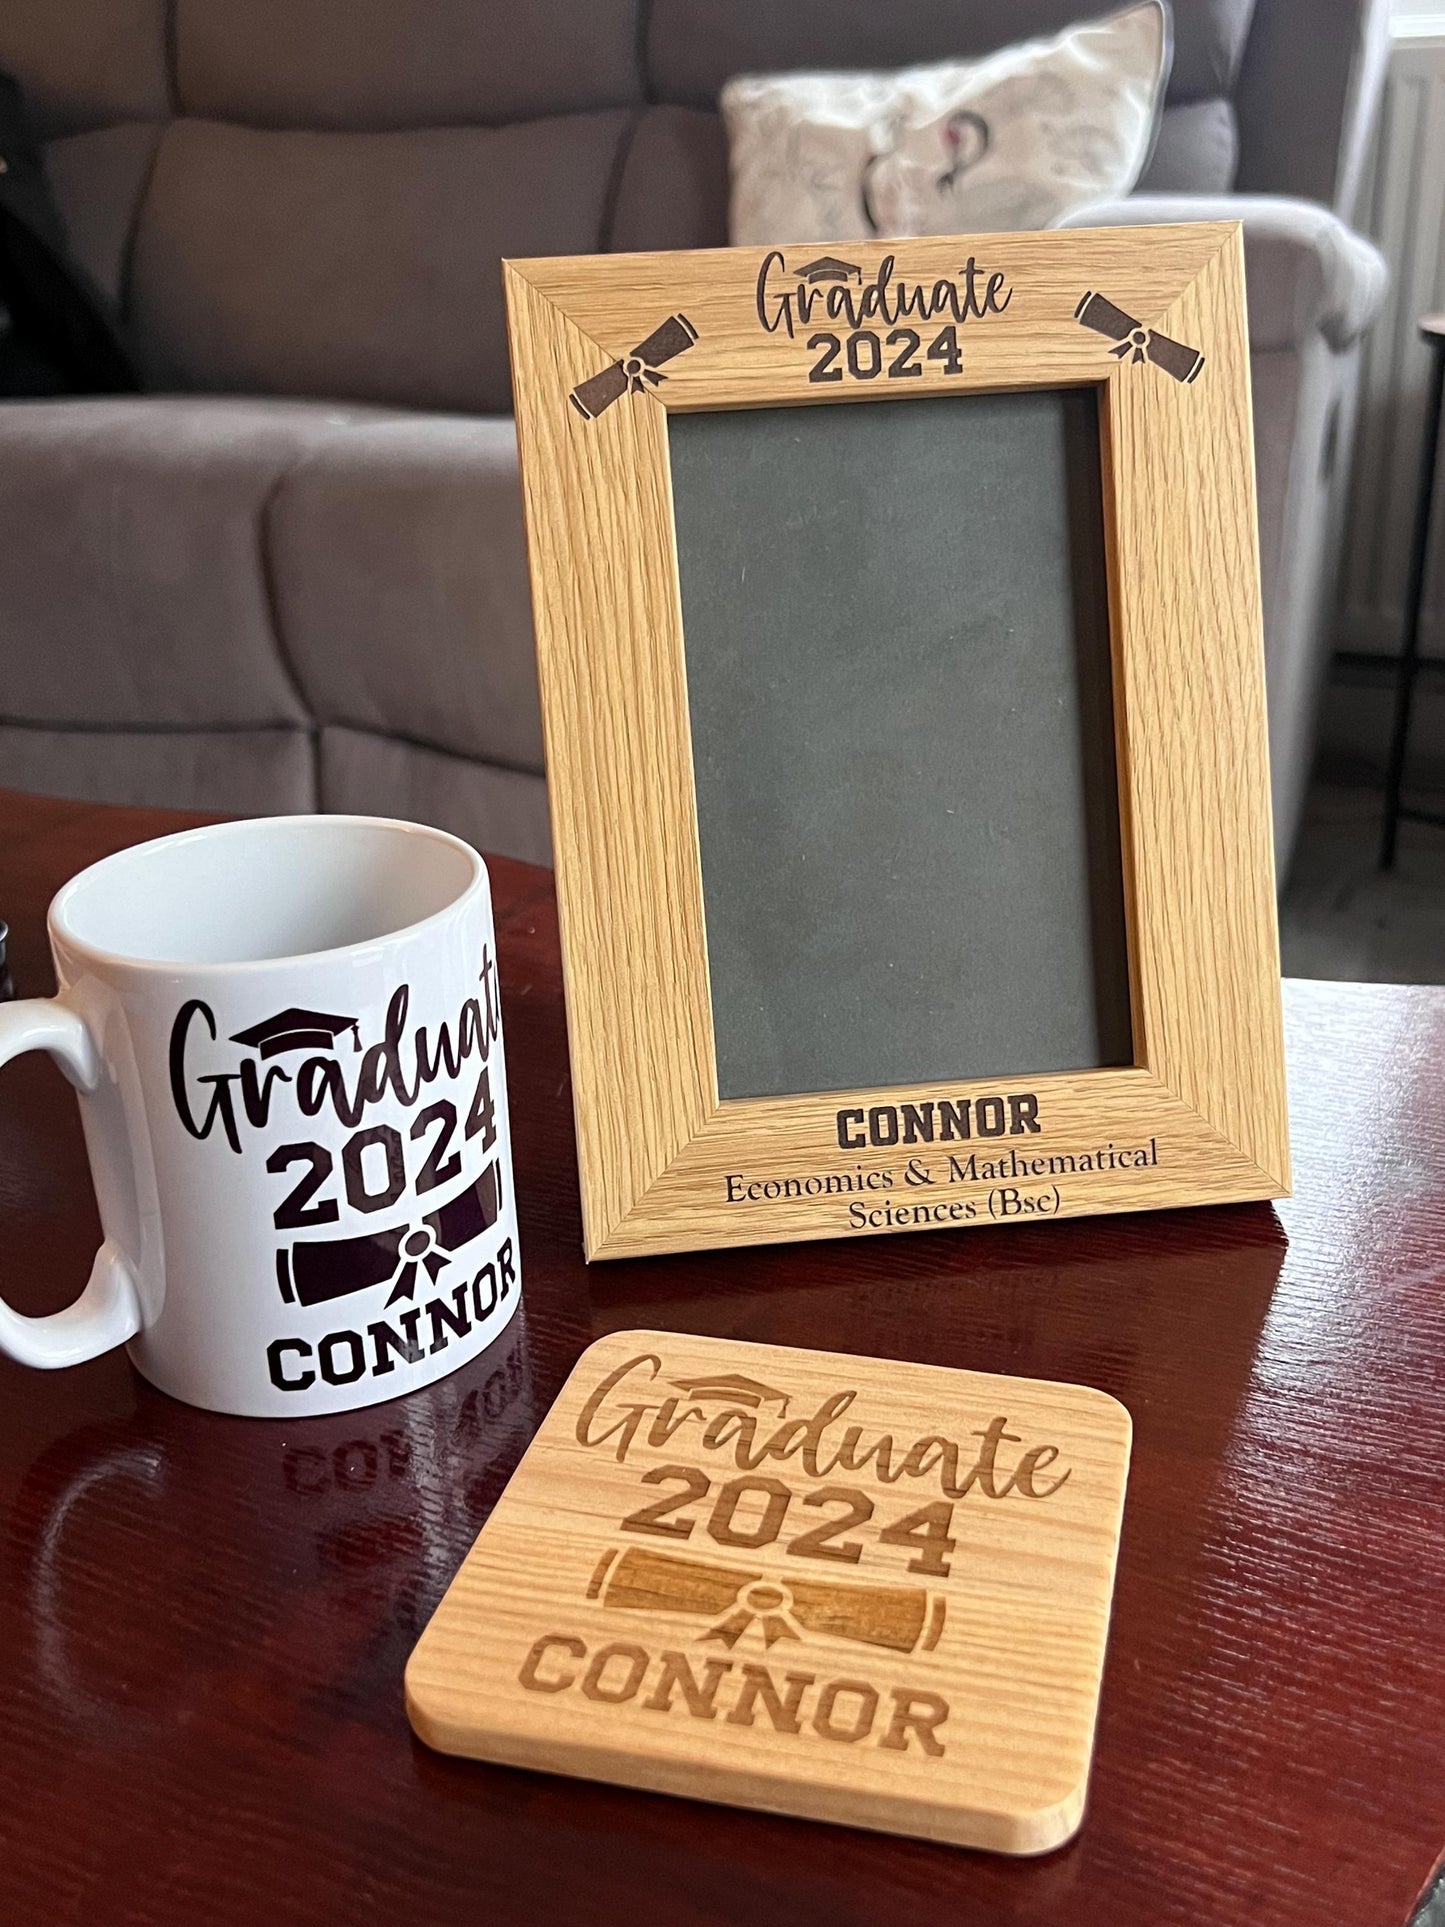 Graduate
2024
CONNOR
Economics & Mathematical
Sciences (Bsc)
Graduate
2024
CONNOR
Graduate
2024
CONNOR